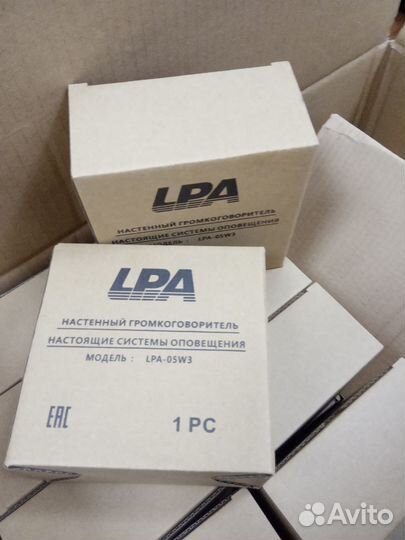 LPA
НАСТЕННЫЙ ГРОМКОГОВОРИТЕЛЬ
НАСТОЯЩИЕ СИСТЕМЫ ОПОВЕЩЕНИЯ
МОДЕЛЬ : LPA-05W3
LPA
НАСТЕННЫЙ ГРОМКОГОВОРИТЕЛЬ
НАСТОЯЩИЕ СИСТЕМЫ ОПОВЕЩЕНИЯ
МОДЕЛЬ : LPA-05W3
EAC
1 PC
Avito